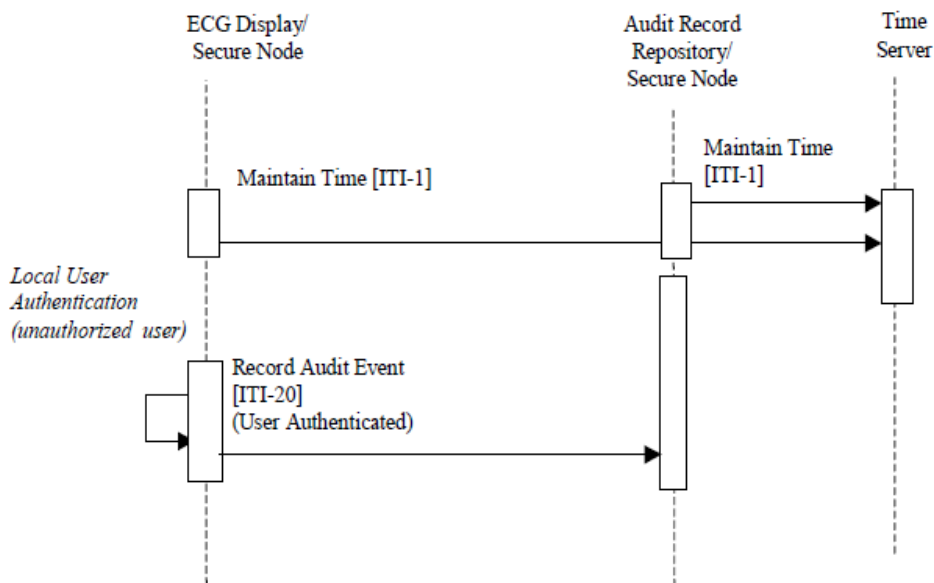 ECG Display/
Secure Node
Audit Record
Repository/
Secure Node
Time
Server
Maintain Time [ITI-1]
Maintain Time
[ITI-1]
Local User
Authentication
(unauthorized user)
Record Audit Event
[ITI-20]
(User Authenticated)